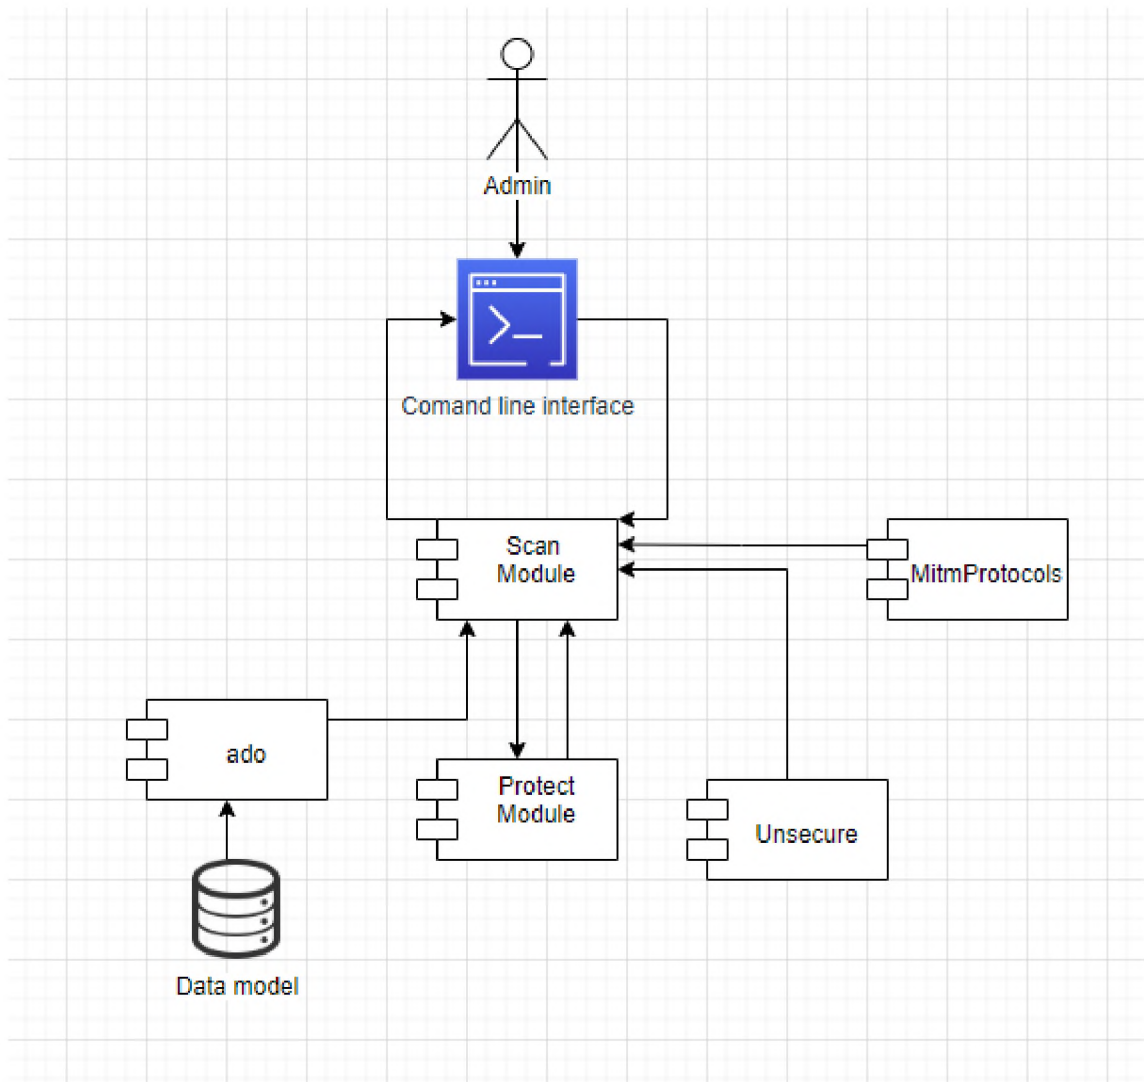 Admin
Comand line interface
Scan
Module
MitmProtocols
ado
Protect
Module
Unsecure
Data model